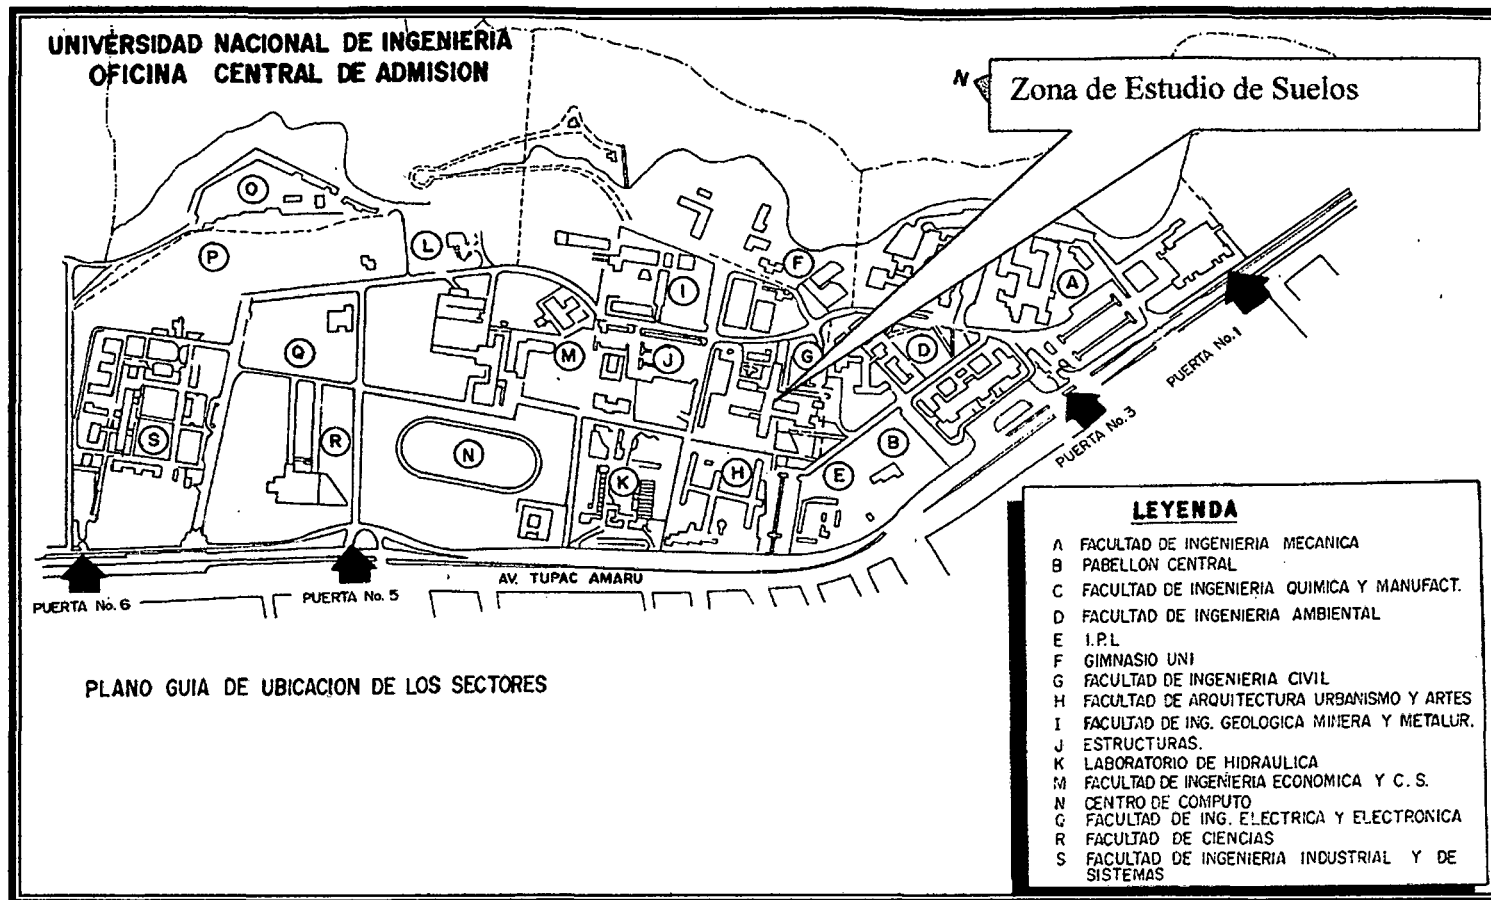 UNIVERSIDAD NACIONAL DE INGENIERIA
OFICINA CENTRAL DE ADMISION
N
Zona de Estudio de Suelos
O
P
L
F
I
A
Q
M
J
G
D
S
R
N
K
H
E
B
PUERTA No.1
PUERTA No.3
AV. TUPAC AMARU
PUERTA No. 6
PUERTA No. 5
PLANO GUIA DE UBICACION DE LOS SECTORES
LEYENDA
A FACULTAD DE INGENIERIA MECANICA
B PABELLON CENTRAL
C FACULTAD DE INGENIERIA QUIMICA Y MANUFACT.
D FACULTAD DE INGENIERIA AMBIENTAL
E I.P.L
F GIMNASIO UNI
G FACULTAD DE INGENIERIA CIVIL
H FACULTAD DE ARQUITECTURA URBANISMO Y ARTES
I FACULTAD DE ING. GEOLOGICA MINERA Y METALUR.
J ESTRUCTURAS.
K LABORATORIO DE HIDRAULICA
M FACULTAD DE INGENIERIA ECONOMICA Y C. S.
N CENTRO DE COMPUTO
G FACULTAD DE ING. ELECTRICA Y ELECTRONICA
R FACULTAD DE CIENCIAS
S FACULTAD DE INGENIERIA INDUSTRIAL Y DE
SISTEMAS